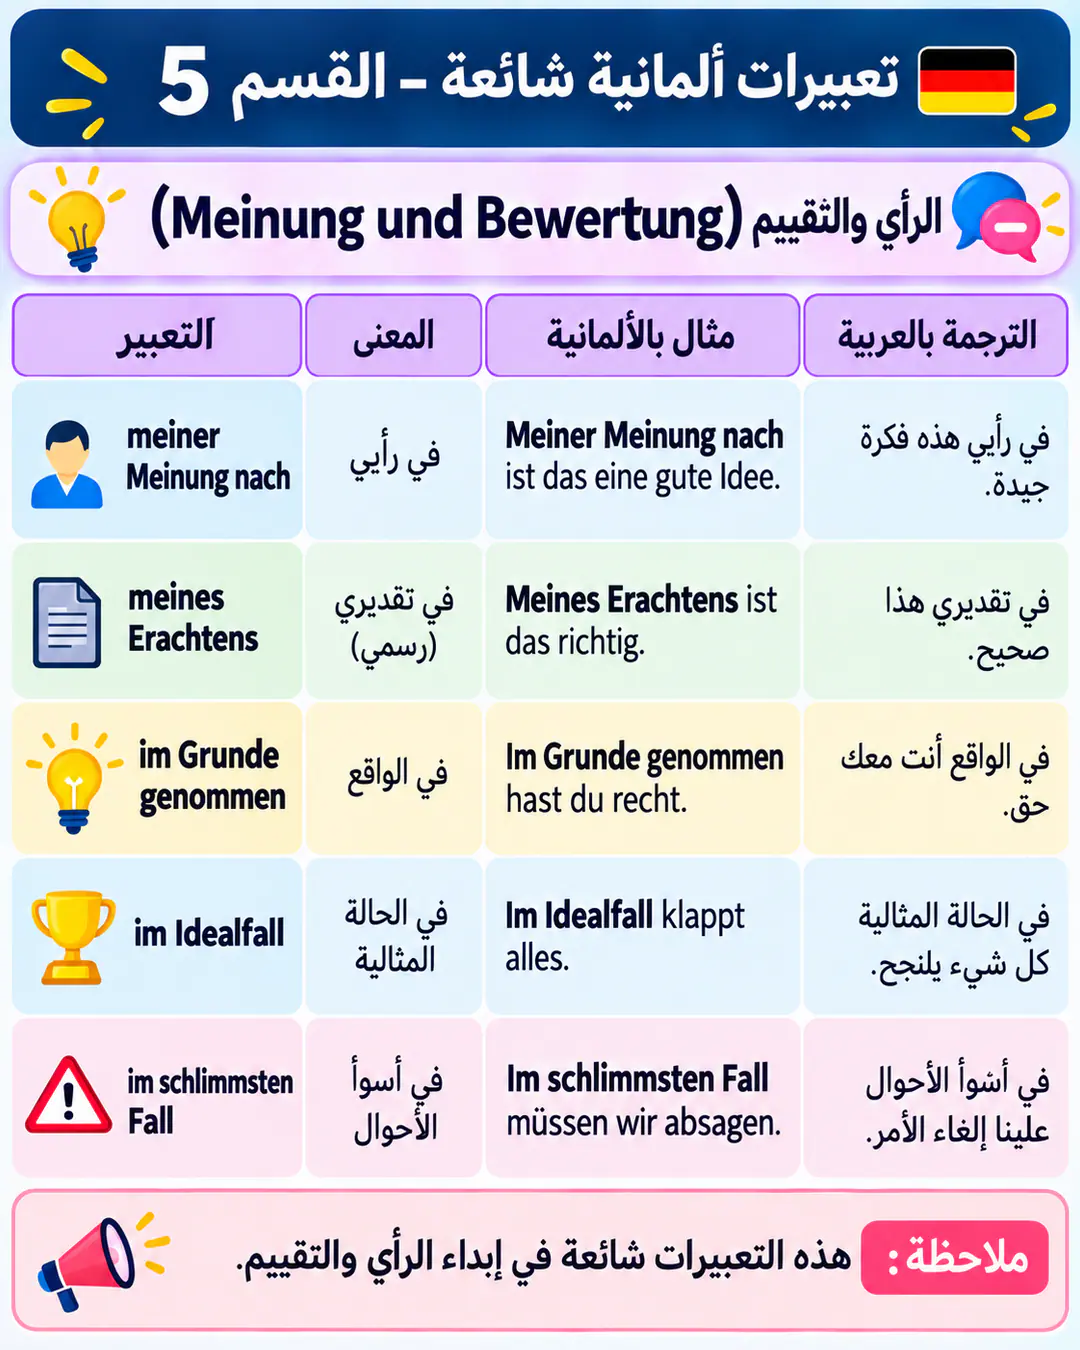 تعبيرات ألمانية شائعة – القسم 5
الرأي والتقييم (Meinung und Bewertung)
التعبير
المعنى
مثال بالألمانية
الترجمة بالعربية
meiner
Meinung nach
في رأيي
Meiner Meinung nach
ist das eine gute Idee.
في رأيي هذه فكرة
جيدة.
meines
Erachtens
في تقديري
(رسمي)
Meines Erachtens ist
das richtig.
في تقديري هذا
صحيح.
im Grunde
genommen
في الواقع
Im Grunde genommen
hast du recht.
في الواقع أنت معك
حق.
im Idealfall
في الحالة
المثالية
Im Idealfall klappt
alles.
في الحالة المثالية
كل شيء يلنجح.
im schlimmsten
Fall
في أسوأ
الأحوال
Im schlimmsten Fall
müssen wir absagen.
في أشوأ الأحوال
علينا إلغاء الأمر.
ملاحظة: هذه التعبيرات شائعة في إبداء الرأي والتقييم.